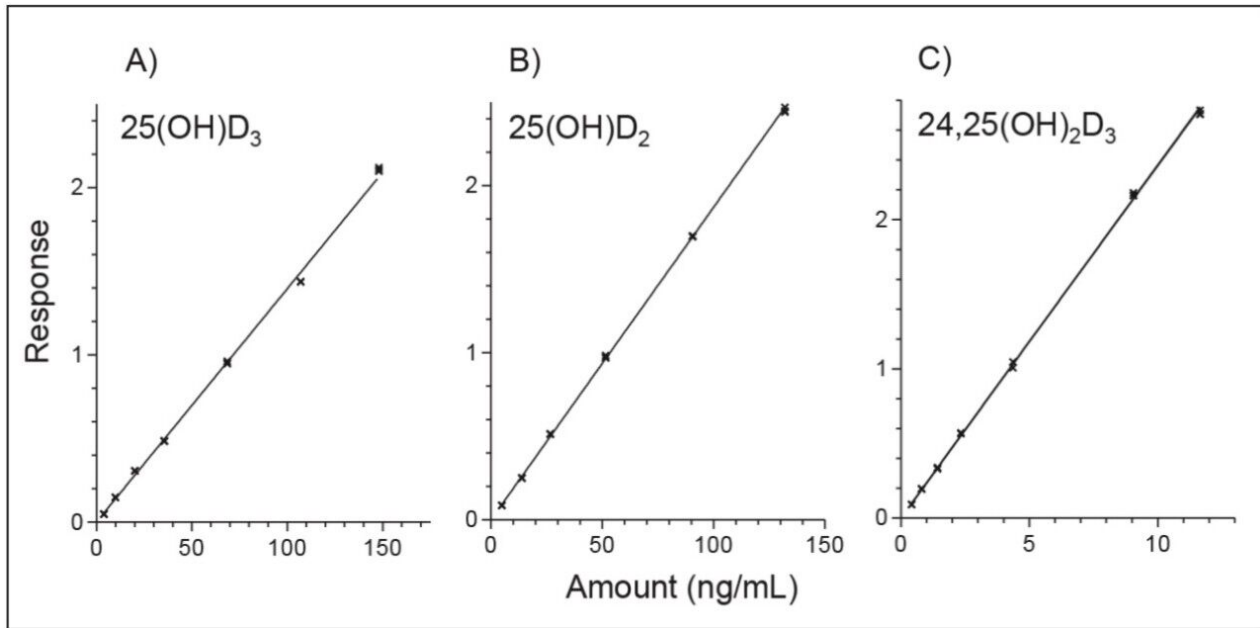 A)
25(OH)D₃
2
1
0
0 50 100 150
B)
25(OH)D₂
2
1
0
0 50 100 150
C)
24,25(OH)₂D₃
2
1
0
0 5 10
Response
Amount (ng/mL)